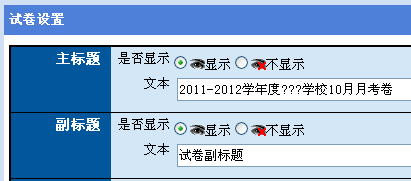 试卷设置
主标题 是否显示 显示 不显示
文本 2011-2012学年度???学校10月月考卷
副标题 是否显示 显示 不显示
文本 试卷副标题